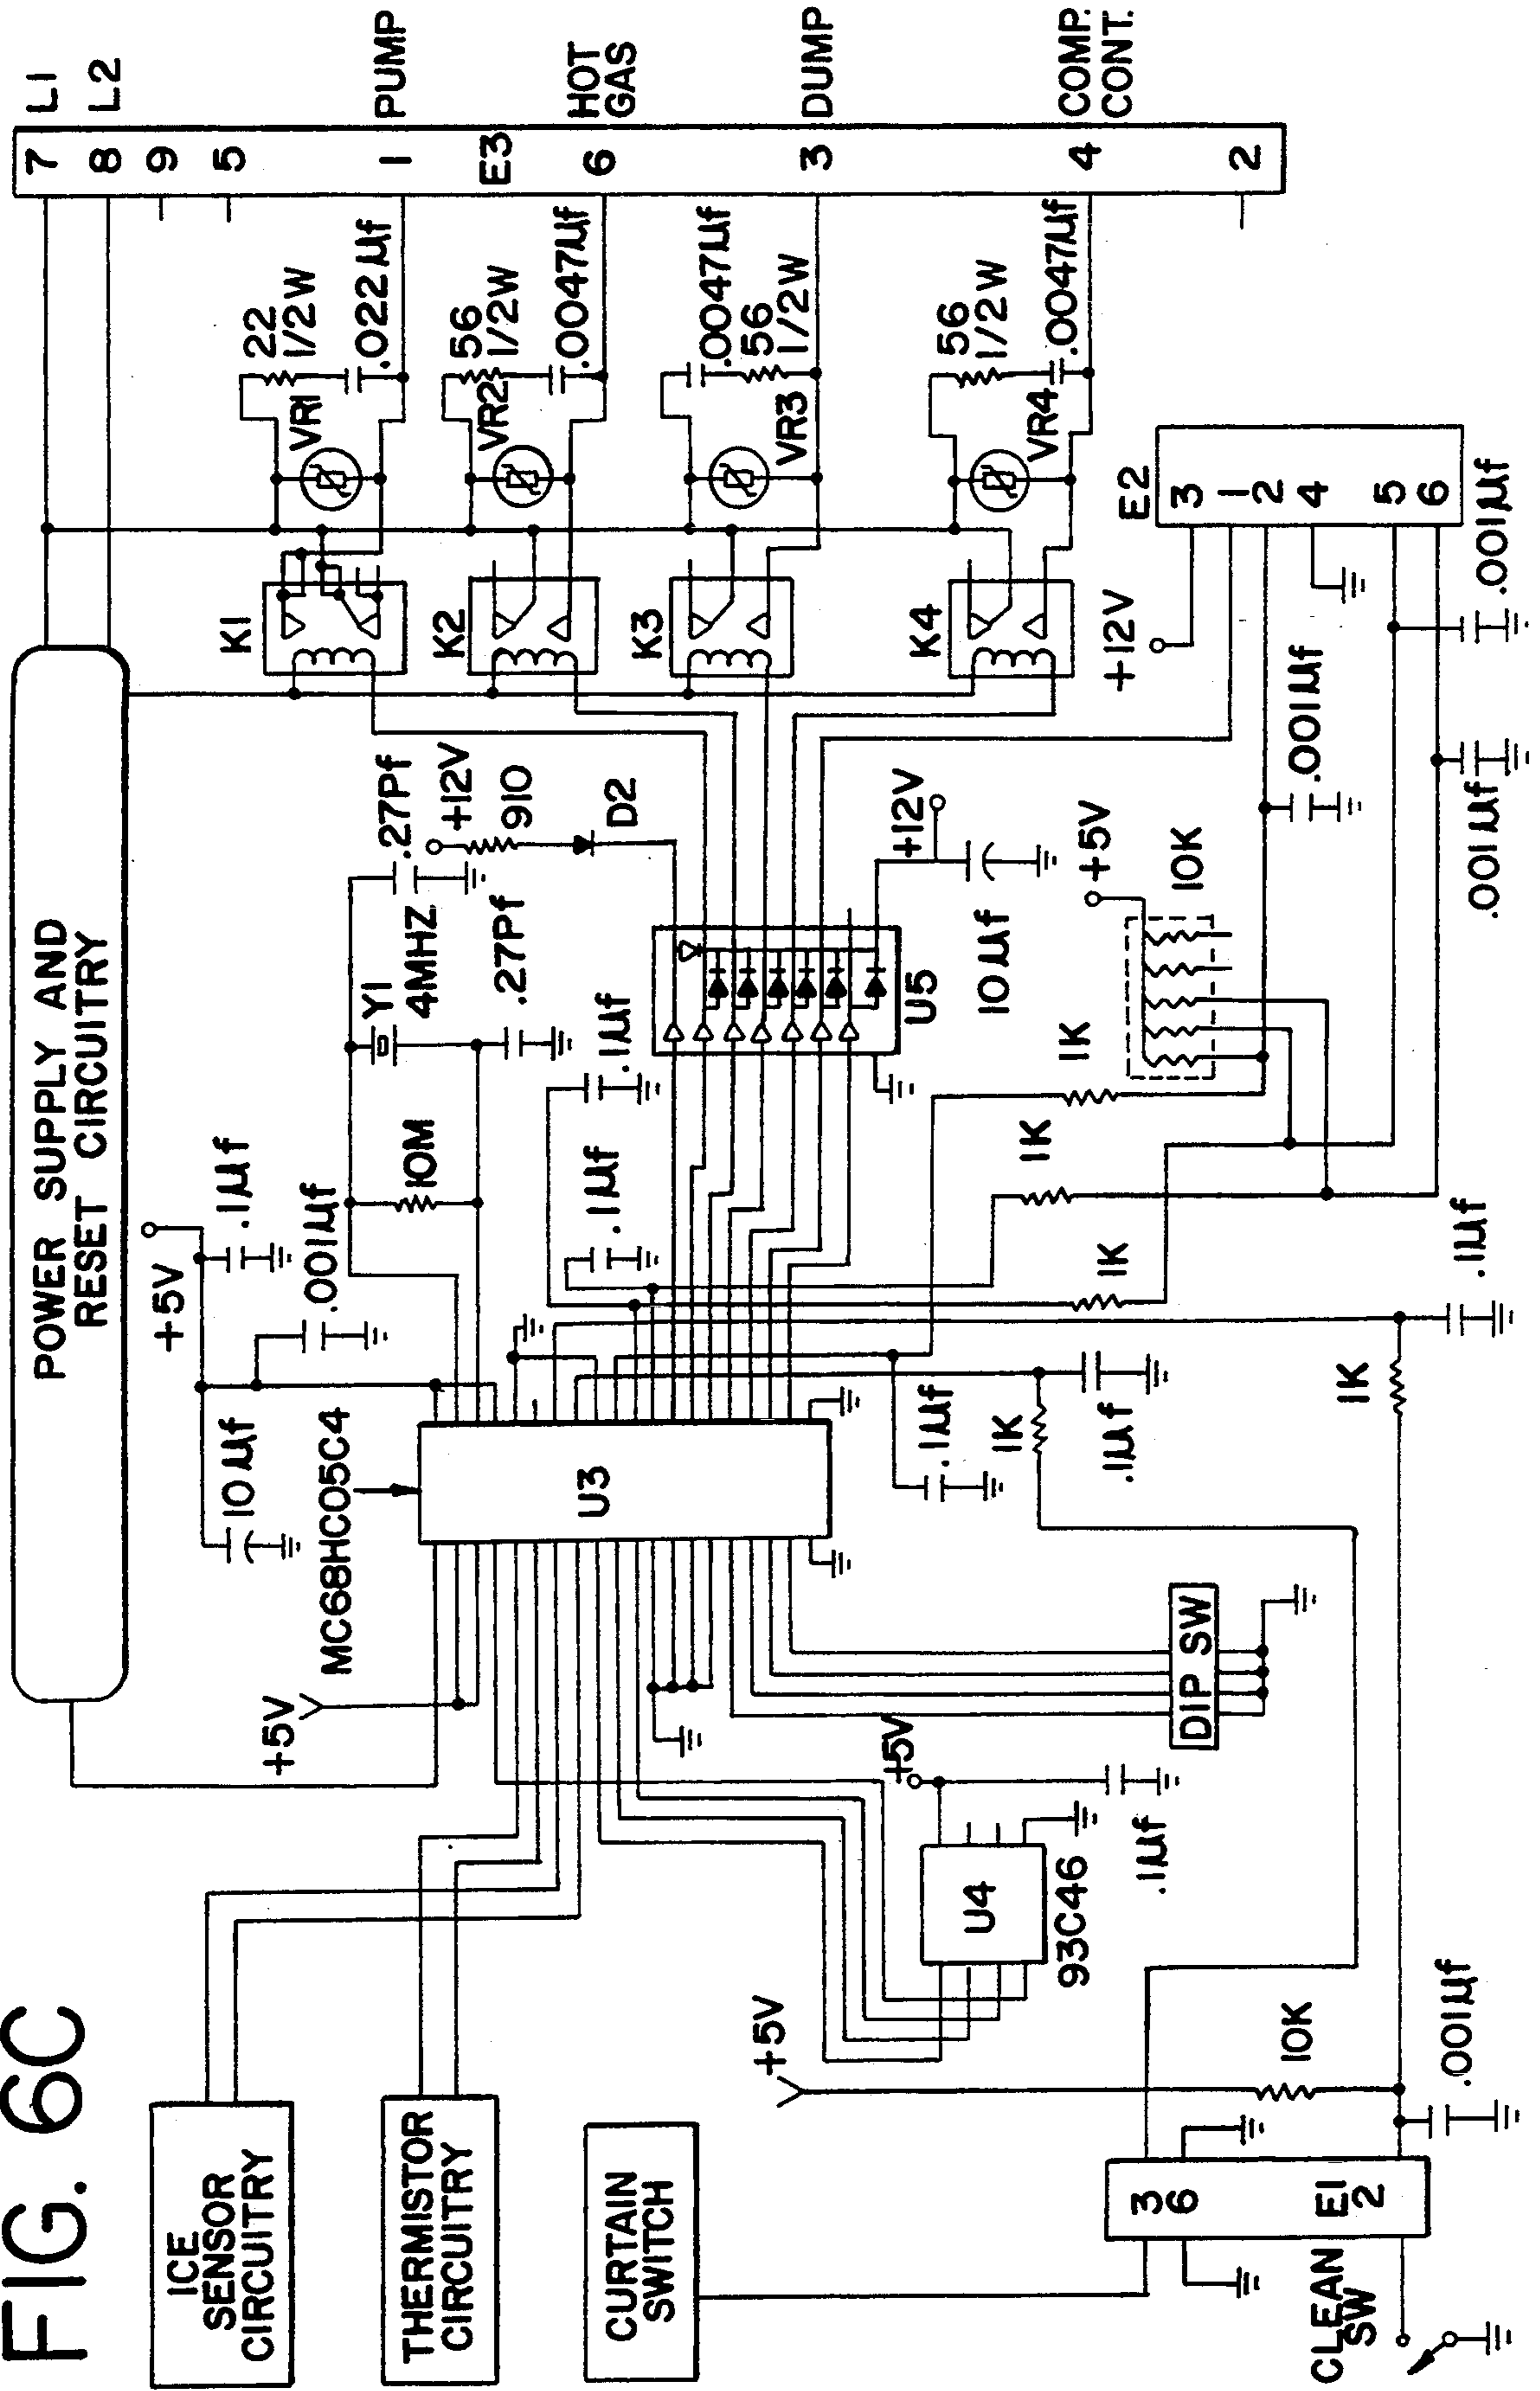 FIG. 6C
POWER SUPPLY AND
RESET CIRCUITRY
7
8
9
5
1
E3
6
3
4
2
L1
L2
PUMP
HOT
GAS
DUMP
COMP.
CONT.
22
1/2W
.022µf
VR1
K1
56
1/2W
.0047µf
VR2
K2
.0047µf
56
1/2W
VR3
K3
56
1/2W
.0047µf
VR4
K4
+12V
E2
3
1
2
4
5
6
.001µf
.001µf
.001µf
.27Pf
+12V
910
D2
Y1
4MHZ
.27Pf
10M
.1µf
.1µf
U5
+12V
10µf
+5V
10K
1K
1K
1K
+5V
.1µf
.001µf
10µf
MC68HC05C4
U3
.1µf
1K
.1µf
1K
.1µf
+5V
DIP SW
+5V
.1µf
U4
93C46
ICE
SENSOR
CIRCUITRY
THERMISTOR
CIRCUITRY
CURTAIN
SWITCH
+5V
10K
.001µf
3
6
E1
2
CLEAN
SW